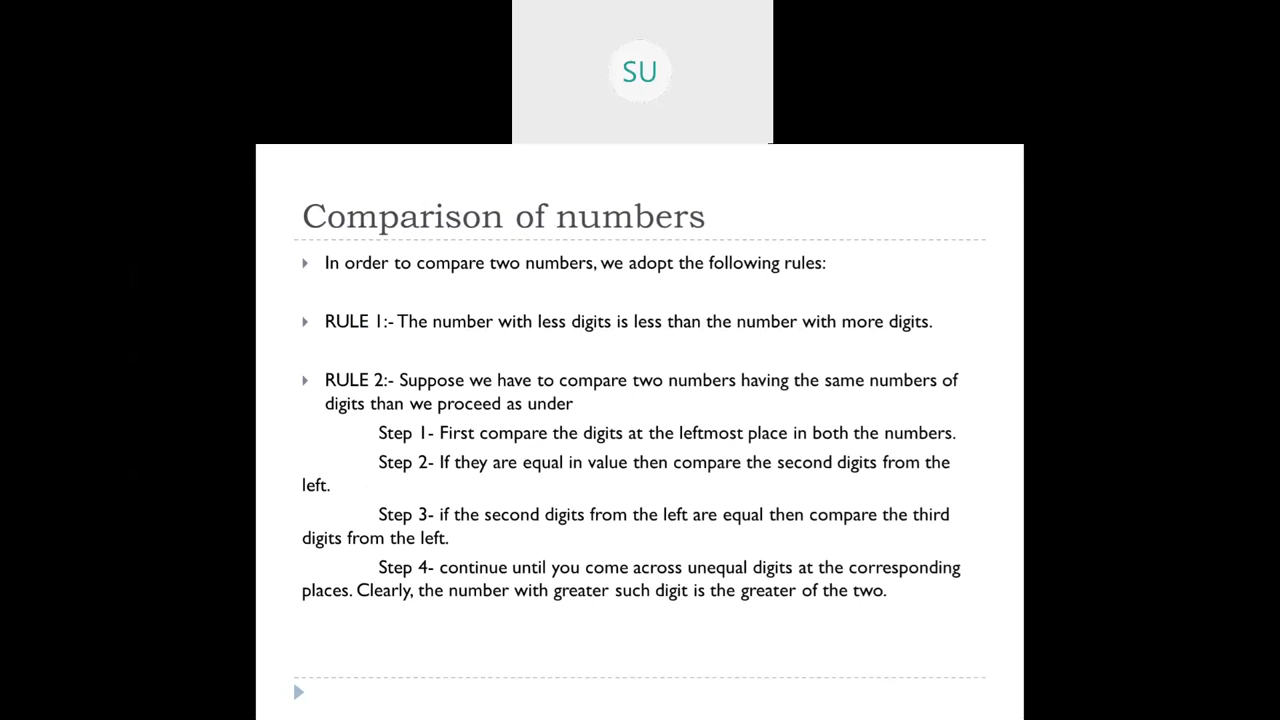 SU
Comparison of numbers
In order to compare two numbers, we adopt the following rules:
RULE 1:- The number with less digits is less than the number with more digits.
RULE 2:- Suppose we have to compare two numbers having the same numbers of
digits than we proceed as under
Step 1- First compare the digits at the leftmost place in both the numbers.
Step 2- If they are equal in value then compare the second digits from the
left.
Step 3- if the second digits from the left are equal then compare the third
digits from the left.
Step 4- continue until you come across unequal digits at the corresponding
places. Clearly, the number with greater such digit is the greater of the two.